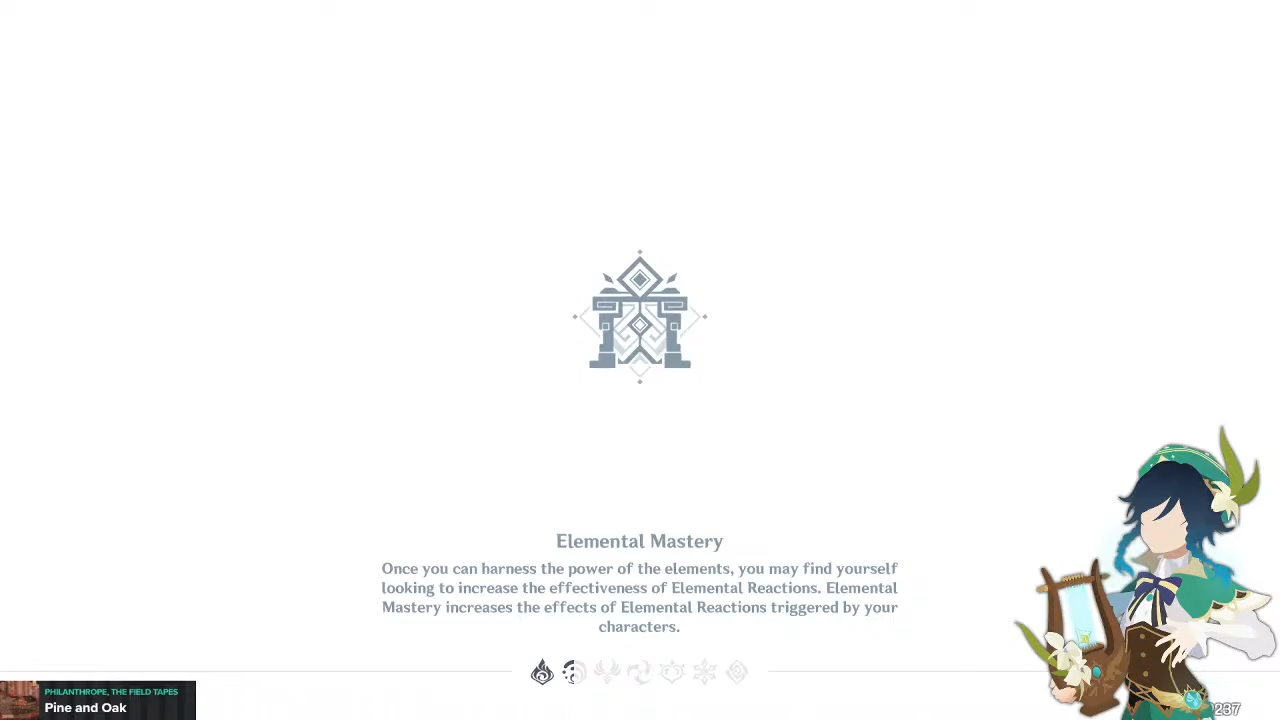 Elemental Mastery
Once you can harness the power of the elements, you may find yourself
looking to increase the effectiveness of Elemental Reactions. Elemental
Mastery increases the effects of Elemental Reactions triggered by your
characters.
PHILANTHROPE, THE FIELD TAPES
Pine and Oak
237